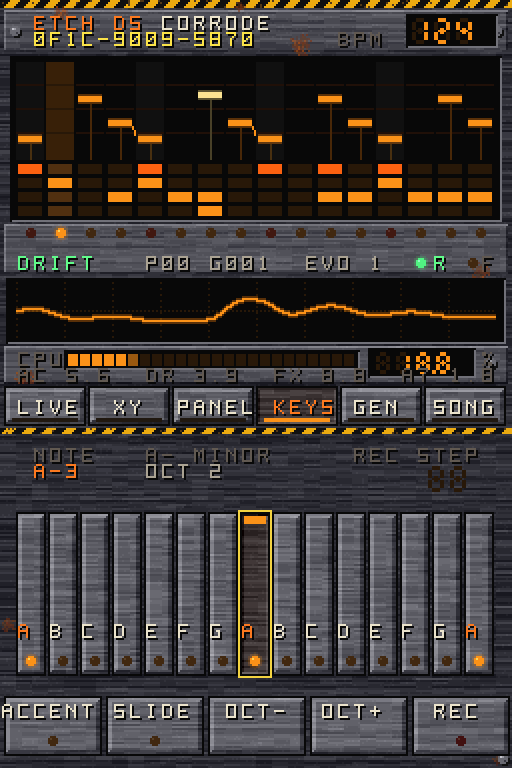 ETCH DS CORRODE
0F1C-9009-5870
BPM 124
DRIFT P00 G001 EVO 1 R F
CPU %
LIVE XY PANEL KEYS GEN SONG
NOTE A- MINOR REC STEP
A-3 OCT 2
A B C D E F G A B C D E F G A
ACCENT SLIDE OCT- OCT+ REC